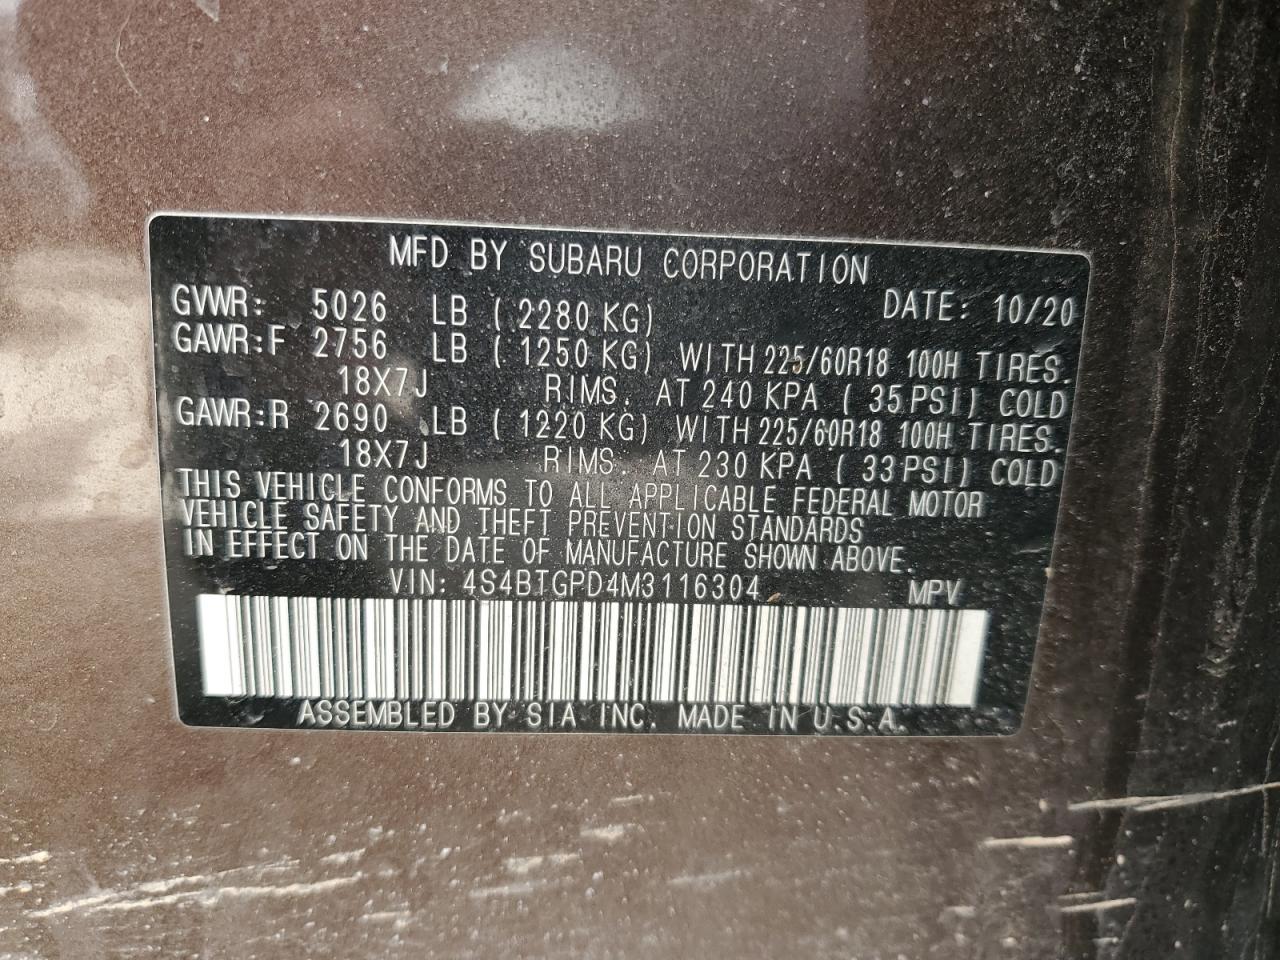 MFD BY SUBARU CORPORATION
GVWR: 5026 LB ( 2280 KG) DATE: 10/20
GAWR:F 2756 LB ( 1250 KG) WITH 225/60R18 100H TIRES.
18X7J RIMS. AT 240 KPA ( 35 PSI) COLD
GAWR:R 2690 LB ( 1220 KG) WITH 225/60R18 100H TIRES.
18X7J RIMS. AT 230 KPA ( 33 PSI) COLD
THIS VEHICLE CONFORMS TO ALL APPLICABLE FEDERAL MOTOR
VEHICLE SAFETY AND THEFT PREVENTION STANDARDS
IN EFFECT ON THE DATE OF MANUFACTURE SHOWN ABOVE.
VIN: 4S4BTGPD4M3116304 MPV
ASSEMBLED BY SIA INC. MADE IN U.S.A.